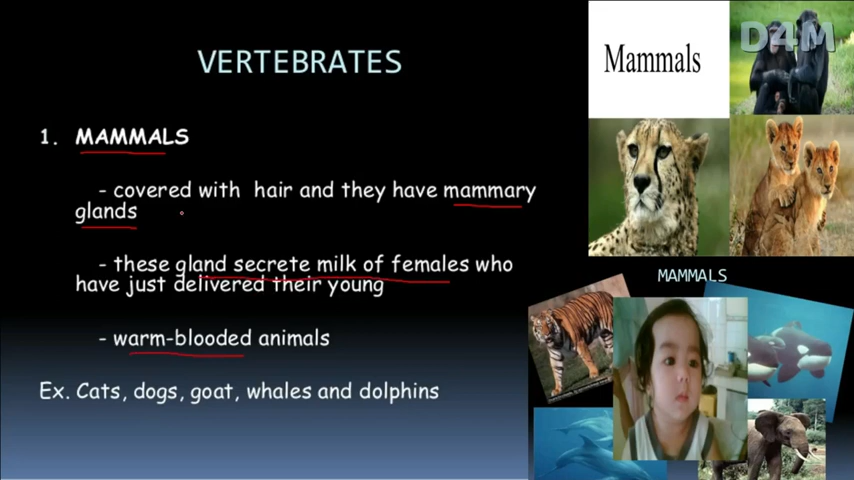 VERTEBRATES
1. MAMMALS
- covered with hair and they have mammary
glands
- these gland secrete milk of females who
have just delivered their young
- warm-blooded animals
Ex. Cats, dogs, goat, whales and dolphins
Mammals
D4M
MAMMALS